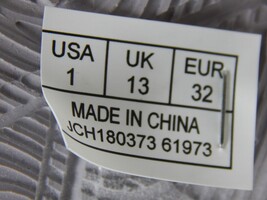 USA UK EUR
1 13 32
MADE IN CHINA
JCH180373 61973